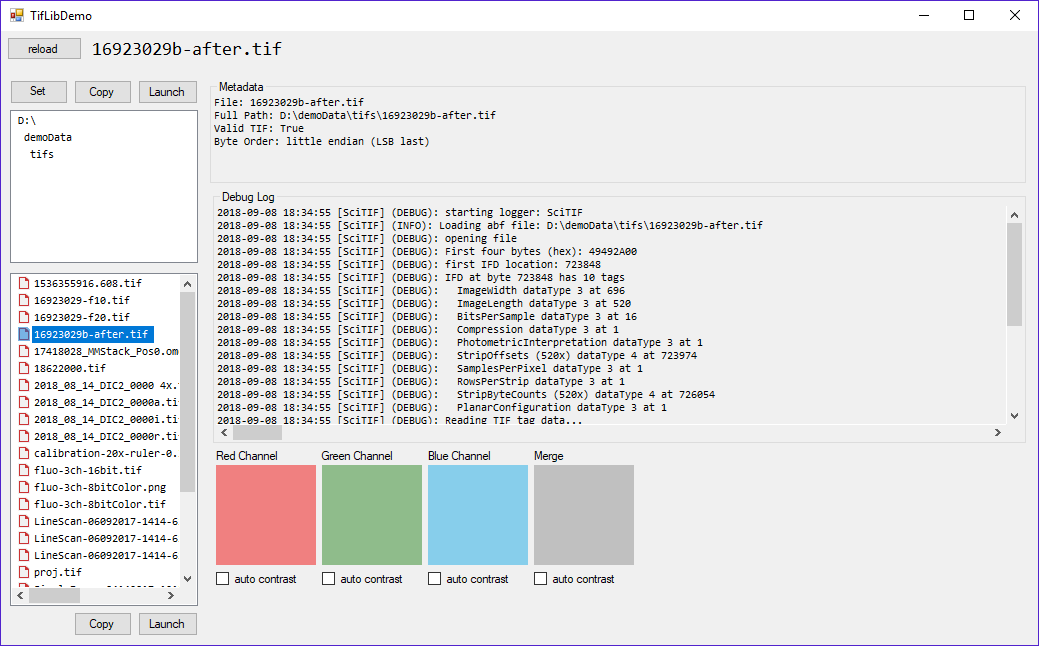 TifLibDemo
reload
16923029b-after.tif
Set
Copy
Launch
D:\
demoData
tifs
1536355916.608.tif
16923029-f10.tif
16923029-f20.tif
16923029b-after.tif
17418028_MMStack_Pos0.om
18622000.tif
2018_08_14_DIC2_0000 4x.
2018_08_14_DIC2_0000a.ti
2018_08_14_DIC2_0000i.ti
2018_08_14_DIC2_0000r.ti
calibration-20x-ruler-0.
fluo-3ch-16bit.tif
fluo-3ch-8bitColor.png
fluo-3ch-8bitColor.tif
LineScan-06092017-1414-6
LineScan-06092017-1414-6
LineScan-06092017-1414-6
proj.tif
Copy
Launch
Metadata
File: 16923029b-after.tif
Full Path: D:\demoData\tifs\16923029b-after.tif
Valid TIF: True
Byte Order: little endian (LSB last)
Debug Log
2018-09-08 18:34:55 [SciTIF] (DEBUG): starting logger: SciTIF
2018-09-08 18:34:55 [SciTIF] (INFO): Loading abf file: D:\demoData\tifs\16923029b-after.tif
2018-09-08 18:34:55 [SciTIF] (DEBUG): opening file
2018-09-08 18:34:55 [SciTIF] (DEBUG): First four bytes (hex): 49492A00
2018-09-08 18:34:55 [SciTIF] (DEBUG): first IFD location: 723848
2018-09-08 18:34:55 [SciTIF] (DEBUG): IFD at byte 723848 has 10 tags
2018-09-08 18:34:55 [SciTIF] (DEBUG): ImageWidth dataType 3 at 696
2018-09-08 18:34:55 [SciTIF] (DEBUG): ImageLength dataType 3 at 520
2018-09-08 18:34:55 [SciTIF] (DEBUG): BitsPerSample dataType 3 at 16
2018-09-08 18:34:55 [SciTIF] (DEBUG): Compression dataType 3 at 1
2018-09-08 18:34:55 [SciTIF] (DEBUG): PhotometricInterpretation dataType 3 at 1
2018-09-08 18:34:55 [SciTIF] (DEBUG): StripOffsets (520x) dataType 4 at 723974
2018-09-08 18:34:55 [SciTIF] (DEBUG): SamplesPerPixel dataType 3 at 1
2018-09-08 18:34:55 [SciTIF] (DEBUG): RowsPerStrip dataType 3 at 1
2018-09-08 18:34:55 [SciTIF] (DEBUG): StripByteCounts (520x) dataType 4 at 726054
2018-09-08 18:34:55 [SciTIF] (DEBUG): PlanarConfiguration dataType 3 at 1
2018-09-08 18:34:55 [SciTIF] (DEBUG): Reading TIF tag data...
Red Channel
Green Channel
Blue Channel
Merge
auto contrast
auto contrast
auto contrast
auto contrast